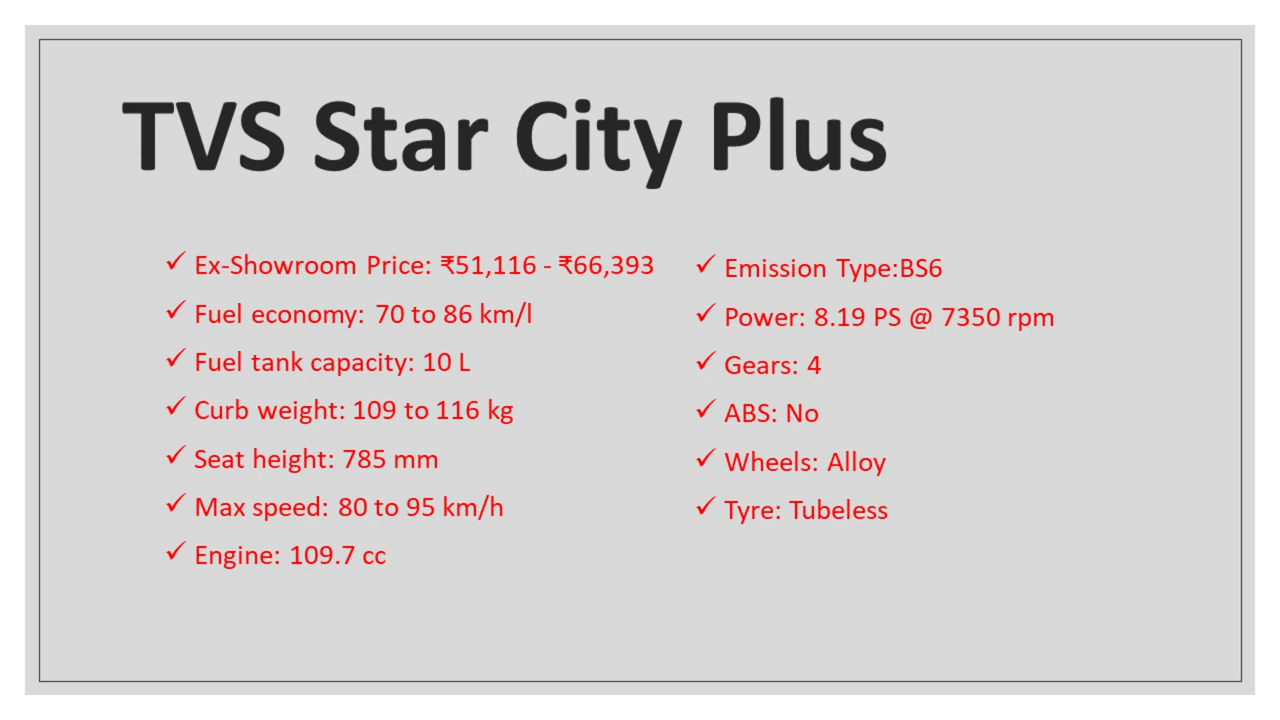 TVS Star City Plus
✓ Ex-Showroom Price: ₹51,116 - ₹66,393
✓ Fuel economy: 70 to 86 km/l
✓ Fuel tank capacity: 10 L
✓ Curb weight: 109 to 116 kg
✓ Seat height: 785 mm
✓ Max speed: 80 to 95 km/h
✓ Engine: 109.7 cc
✓ Emission Type:BS6
✓ Power: 8.19 PS @ 7350 rpm
✓ Gears: 4
✓ ABS: No
✓ Wheels: Alloy
✓ Tyre: Tubeless